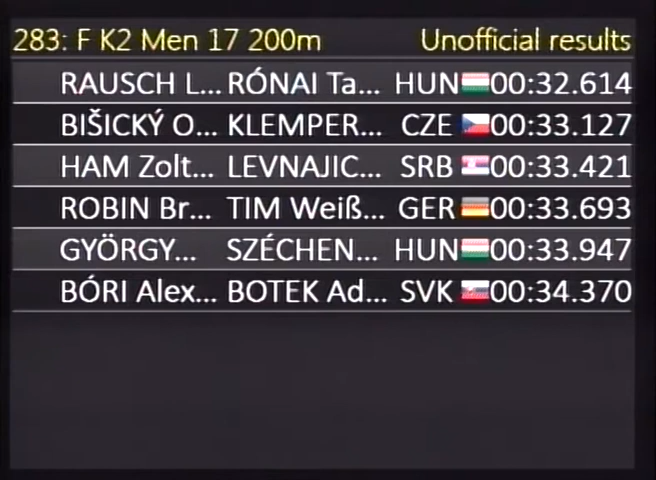 283: F K2 Men 17 200m Unofficial results
RAUSCH L... RÓNAI Ta... HUN 00:32.614
BIŠICKÝ O... KLEMPER... CZE 00:33.127
HAM Zolt... LEVNAJIC... SRB 00:33.421
ROBIN Br... TIM Weiß... GER 00:33.693
GYÖRGY... SZÉCHEN... HUN 00:33.947
BÓRI Alex... BOTEK Ad... SVK 00:34.370